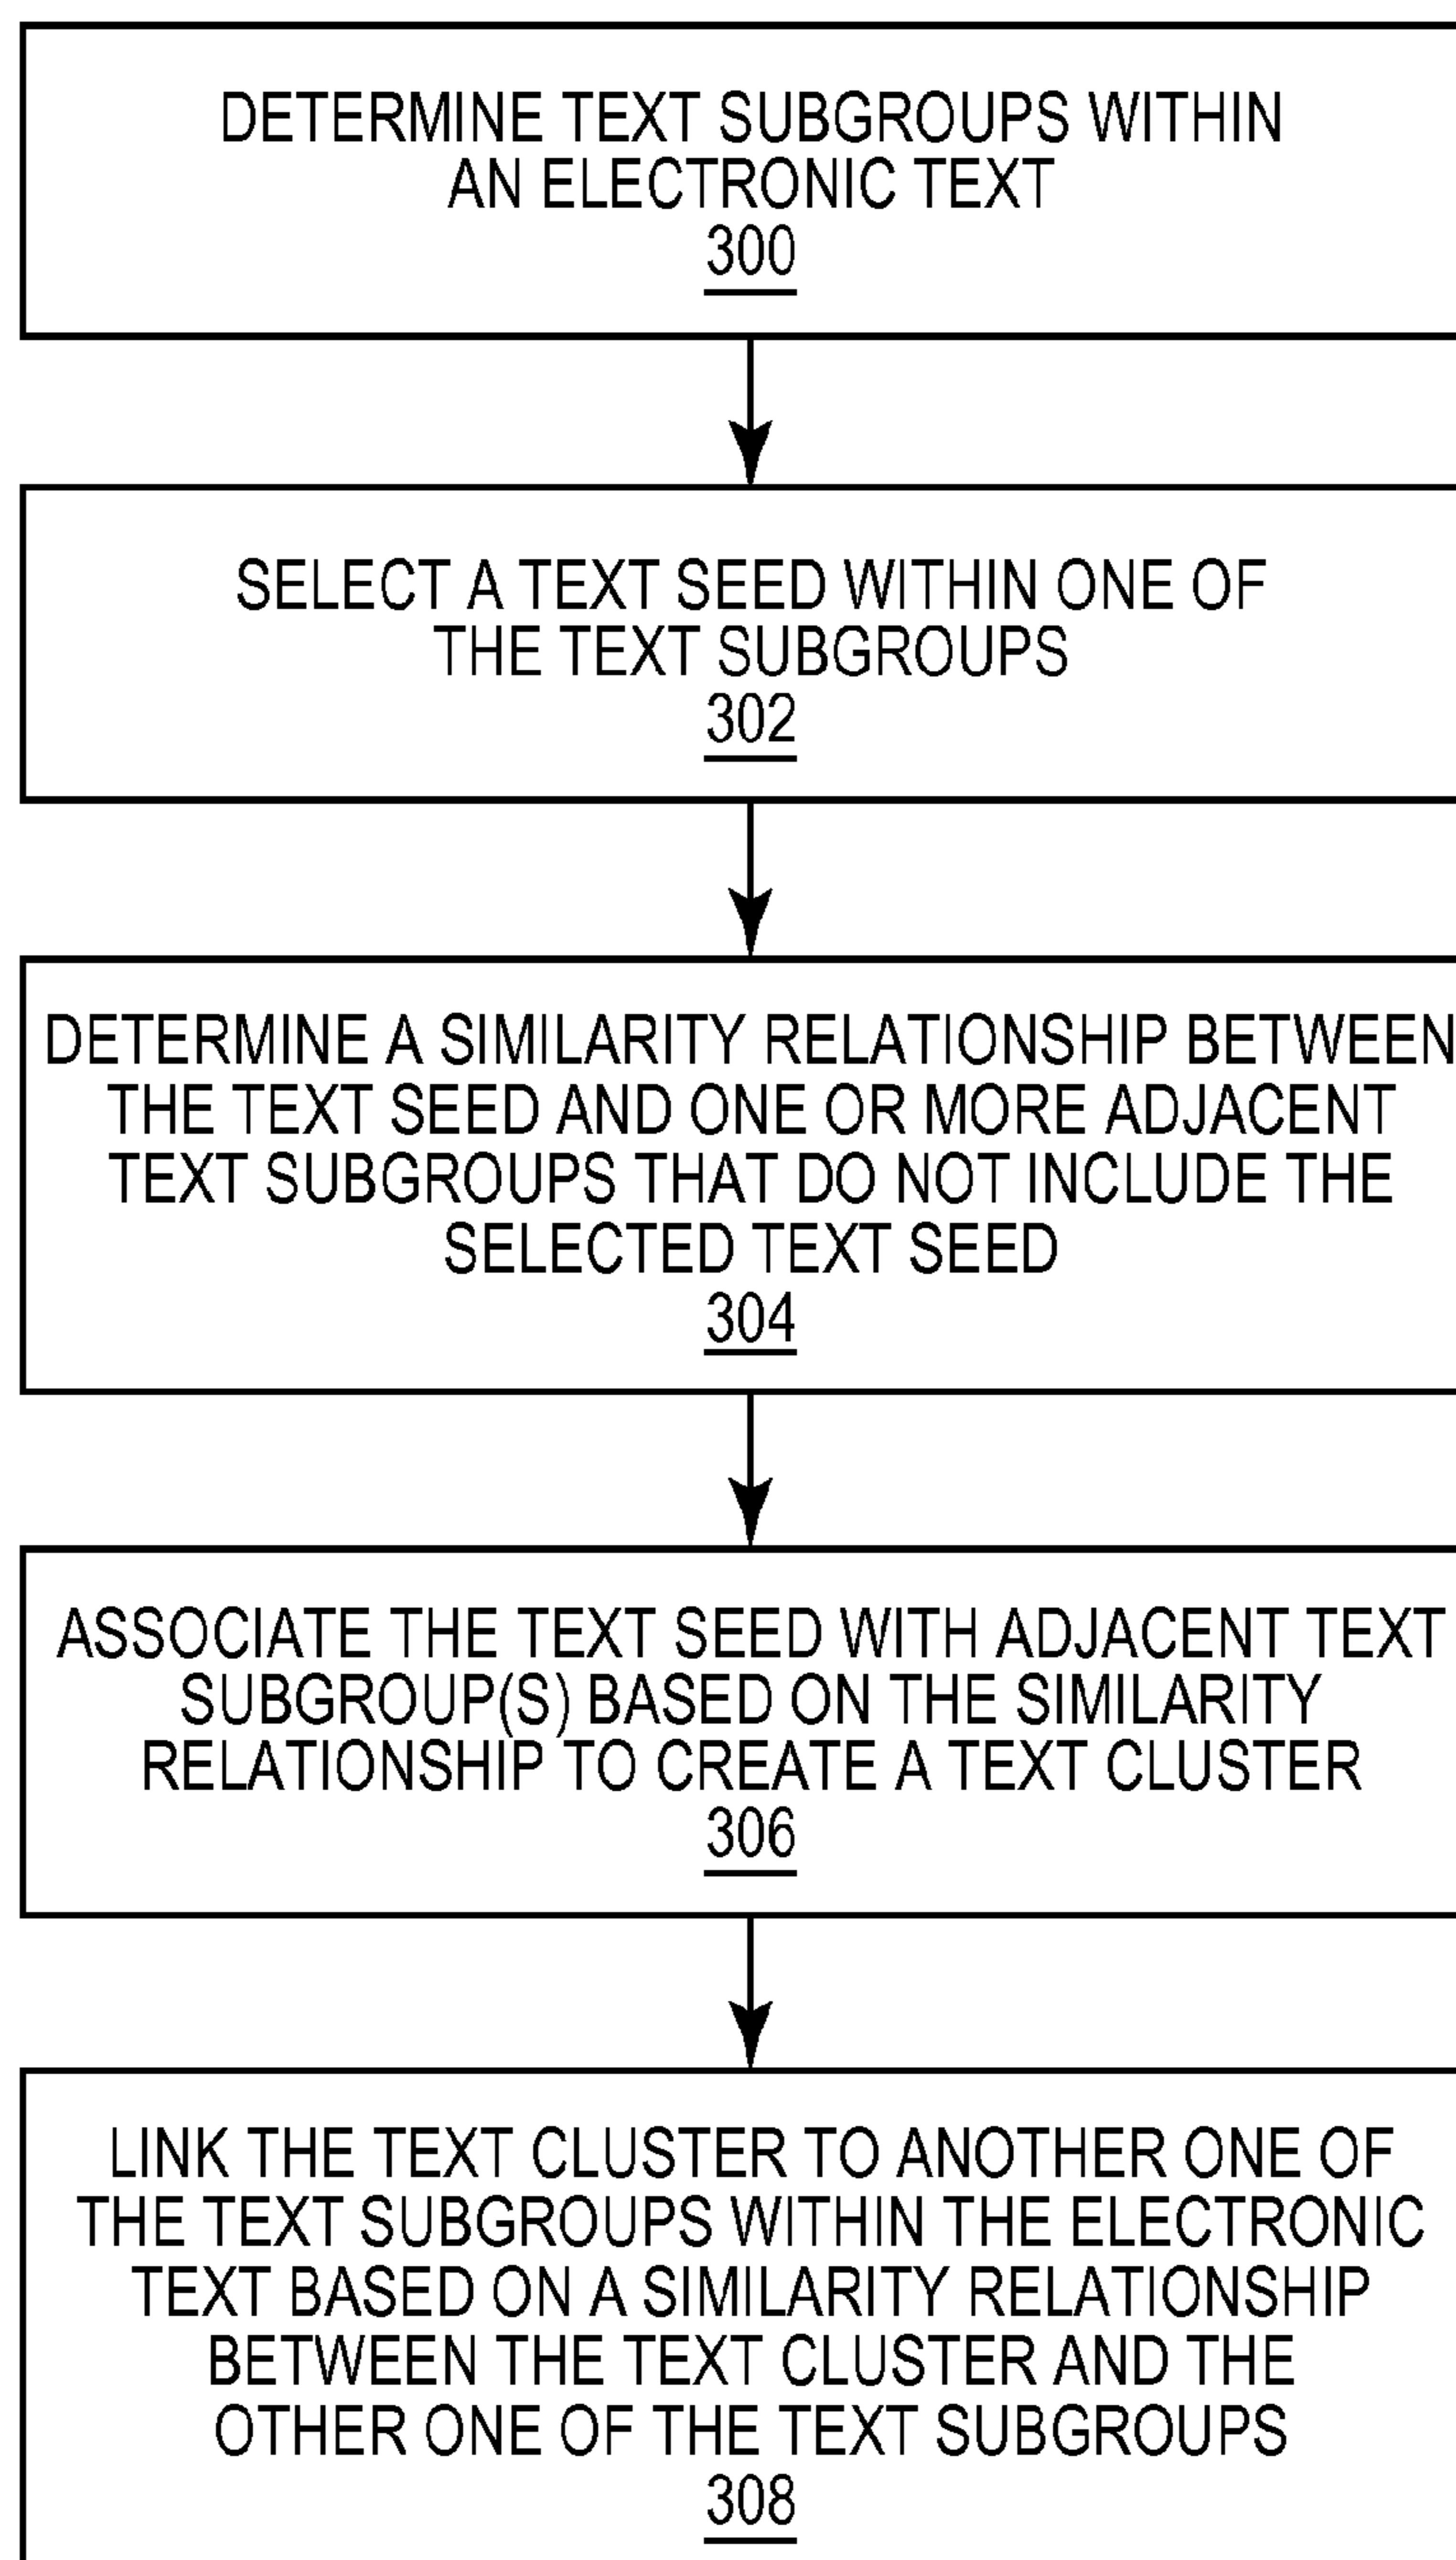 DETERMINE TEXT SUBGROUPS WITHIN
AN ELECTRONIC TEXT
300
SELECT A TEXT SEED WITHIN ONE OF
THE TEXT SUBGROUPS
302
DETERMINE A SIMILARITY RELATIONSHIP BETWEEN
THE TEXT SEED AND ONE OR MORE ADJACENT
TEXT SUBGROUPS THAT DO NOT INCLUDE THE
SELECTED TEXT SEED
304
ASSOCIATE THE TEXT SEED WITH ADJACENT TEXT
SUBGROUP(S) BASED ON THE SIMILARITY
RELATIONSHIP TO CREATE A TEXT CLUSTER
306
LINK THE TEXT CLUSTER TO ANOTHER ONE OF
THE TEXT SUBGROUPS WITHIN THE ELECTRONIC
TEXT BASED ON A SIMILARITY RELATIONSHIP
BETWEEN THE TEXT CLUSTER AND THE
OTHER ONE OF THE TEXT SUBGROUPS
308